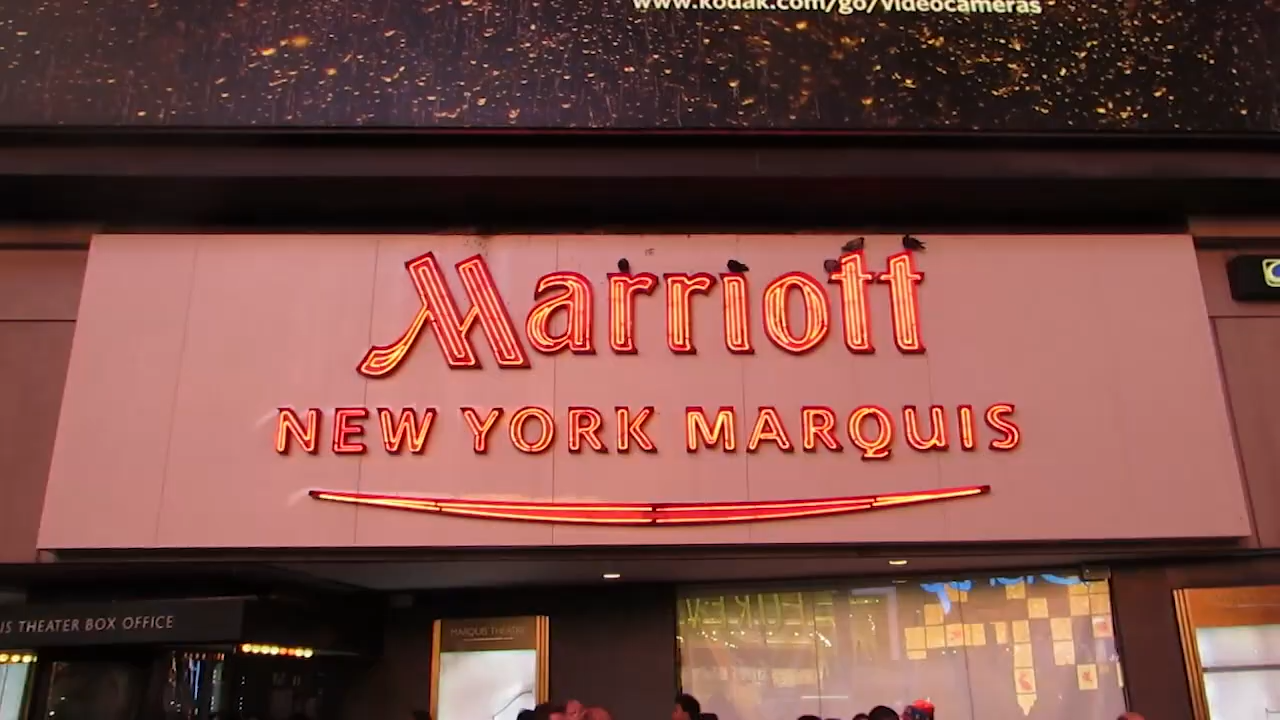 www.kodak.com/go/videocameras
Marriott
NEW YORK MARQUIS
IS THEATER BOX OFFICE
MARQUIS THEATRE